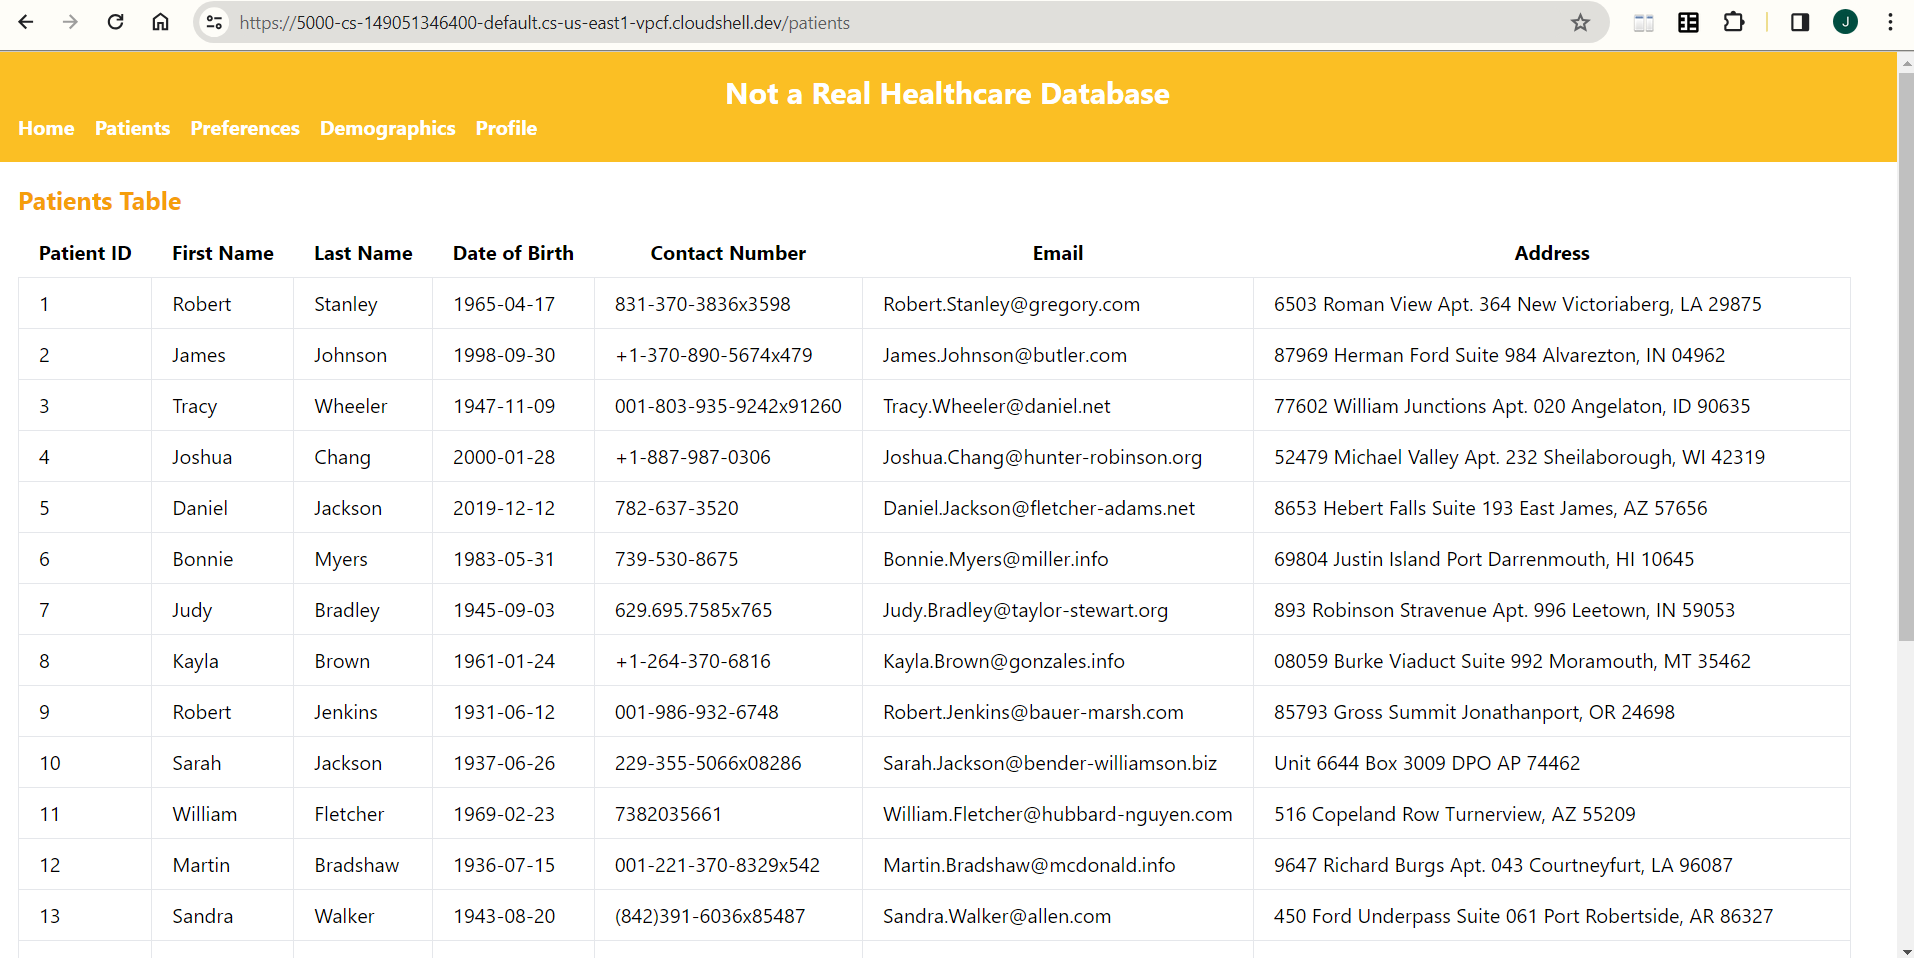 https://5000-cs-149051346400-default.cs-us-east1-vpcf.cloudshell.dev/patients
J
Not a Real Healthcare Database
Home Patients Preferences Demographics Profile
Patients Table
Patient ID First Name Last Name Date of Birth Contact Number Email Address
1 Robert Stanley 1965-04-17 831-370-3836x3598 Robert.Stanley@gregory.com 6503 Roman View Apt. 364 New Victoriaberg, LA 29875
2 James Johnson 1998-09-30 +1-370-890-5674x479 James.Johnson@butler.com 87969 Herman Ford Suite 984 Alvarezton, IN 04962
3 Tracy Wheeler 1947-11-09 001-803-935-9242x91260 Tracy.Wheeler@daniel.net 77602 William Junctions Apt. 020 Angelaton, ID 90635
4 Joshua Chang 2000-01-28 +1-887-987-0306 Joshua.Chang@hunter-robinson.org 52479 Michael Valley Apt. 232 Sheilaborough, WI 42319
5 Daniel Jackson 2019-12-12 782-637-3520 Daniel.Jackson@fletcher-adams.net 8653 Hebert Falls Suite 193 East James, AZ 57656
6 Bonnie Myers 1983-05-31 739-530-8675 Bonnie.Myers@miller.info 69804 Justin Island Port Darrenmouth, HI 10645
7 Judy Bradley 1945-09-03 629.695.7585x765 Judy.Bradley@taylor-stewart.org 893 Robinson Stravenue Apt. 996 Leetown, IN 59053
8 Kayla Brown 1961-01-24 +1-264-370-6816 Kayla.Brown@gonzales.info 08059 Burke Viaduct Suite 992 Moramouth, MT 35462
9 Robert Jenkins 1931-06-12 001-986-932-6748 Robert.Jenkins@bauer-marsh.com 85793 Gross Summit Jonathanport, OR 24698
10 Sarah Jackson 1937-06-26 229-355-5066x08286 Sarah.Jackson@bender-williamson.biz Unit 6644 Box 3009 DPO AP 74462
11 William Fletcher 1969-02-23 7382035661 William.Fletcher@hubbard-nguyen.com 516 Copeland Row Turnerview, AZ 55209
12 Martin Bradshaw 1936-07-15 001-221-370-8329x542 Martin.Bradshaw@mcdonald.info 9647 Richard Burgs Apt. 043 Courtneyfurt, LA 96087
13 Sandra Walker 1943-08-20 (842)391-6036x85487 Sandra.Walker@allen.com 450 Ford Underpass Suite 061 Port Robertside, AR 86327